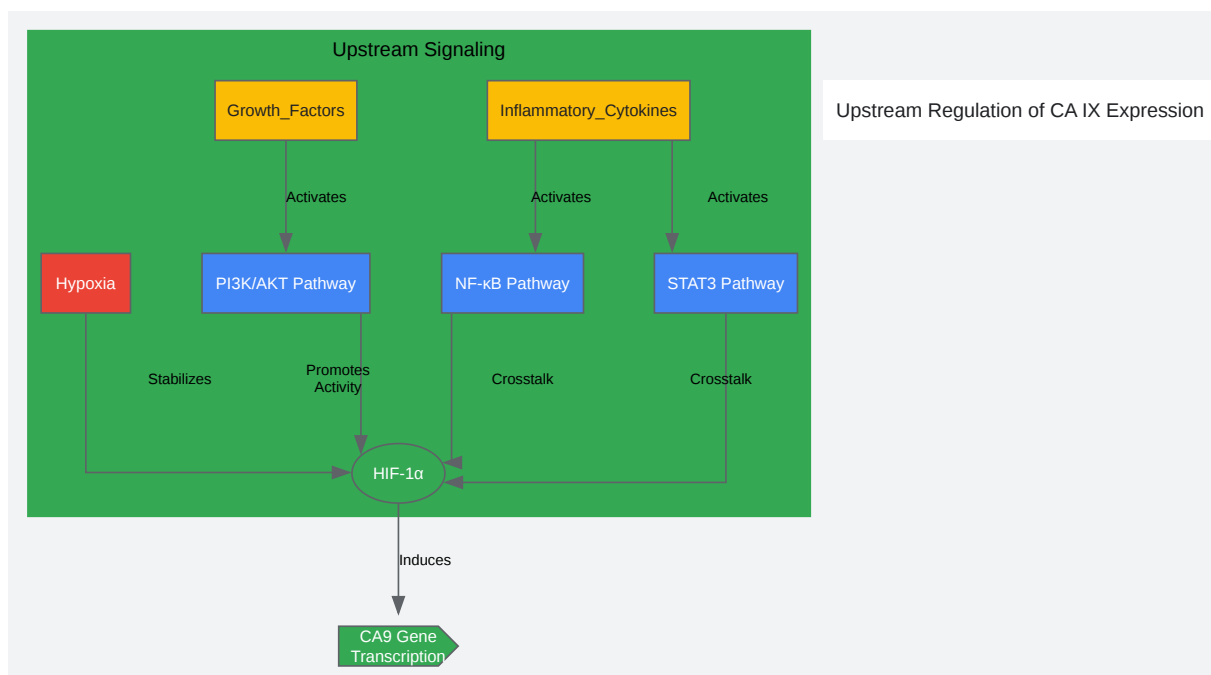 Upstream Signaling
Growth_Factors
Inflammatory_Cytokines
Upstream Regulation of CA IX Expression
Activates
Activates
Activates
Hypoxia
PI3K/AKT Pathway
NF-κB Pathway
STAT3 Pathway
Stabilizes
Promotes
Activity
Crosstalk
Crosstalk
HIF-1α
Induces
CA9 Gene
Transcription